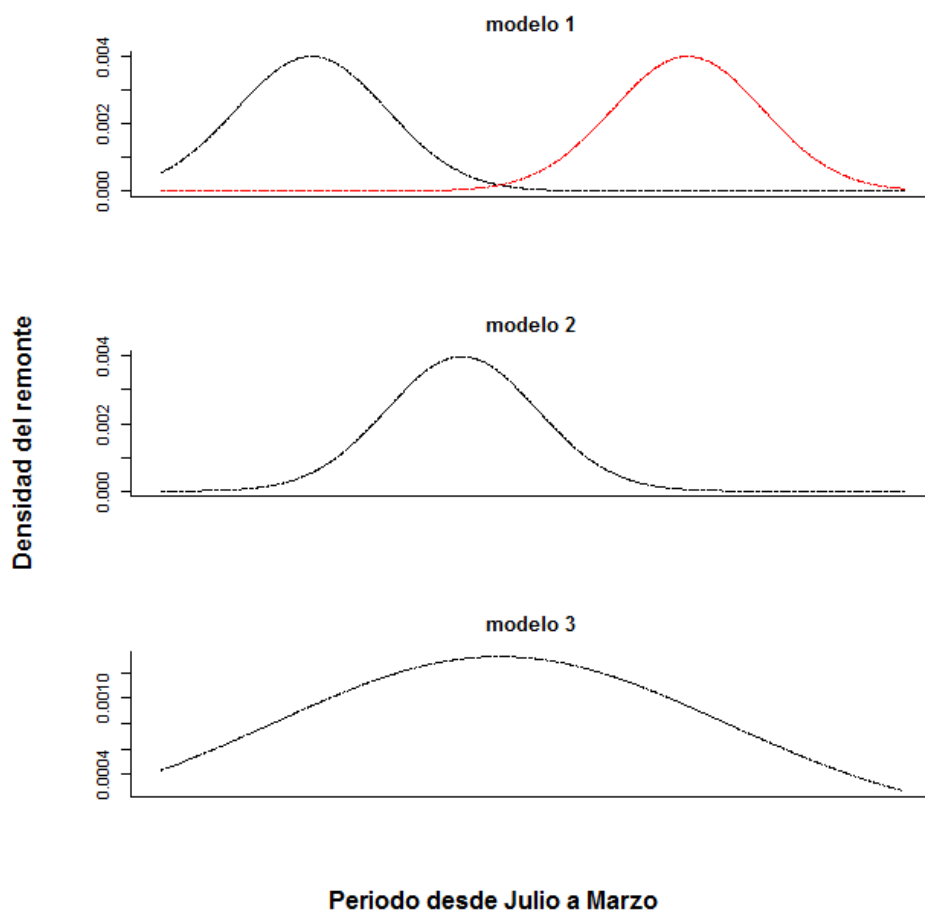 modelo 1
0.004
0.002
0.000
modelo 2
0.004
0.002
0.000
Densidad del remonte
modelo 3
0.0010
0.0004
Periodo desde Julio a Marzo